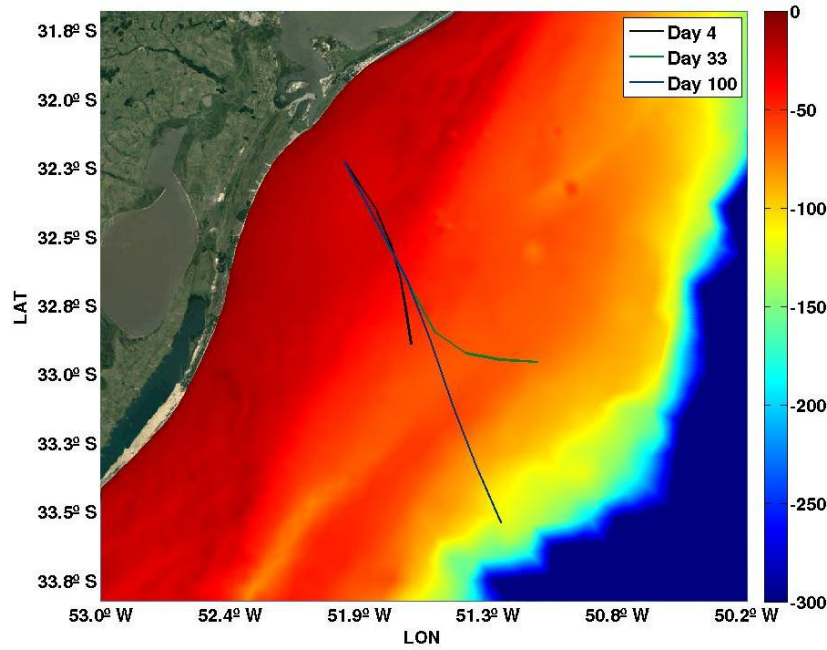 31.8º S
32.0º S
32.3º S
32.5º S
32.8º S
33.0º S
33.3º S
33.5º S
33.8º S
LAT
53.0º W
52.4º W
51.9º W
51.3º W
50.8º W
50.2º W
LON
Day 4
Day 33
Day 100
0
-50
-100
-150
-200
-250
-300